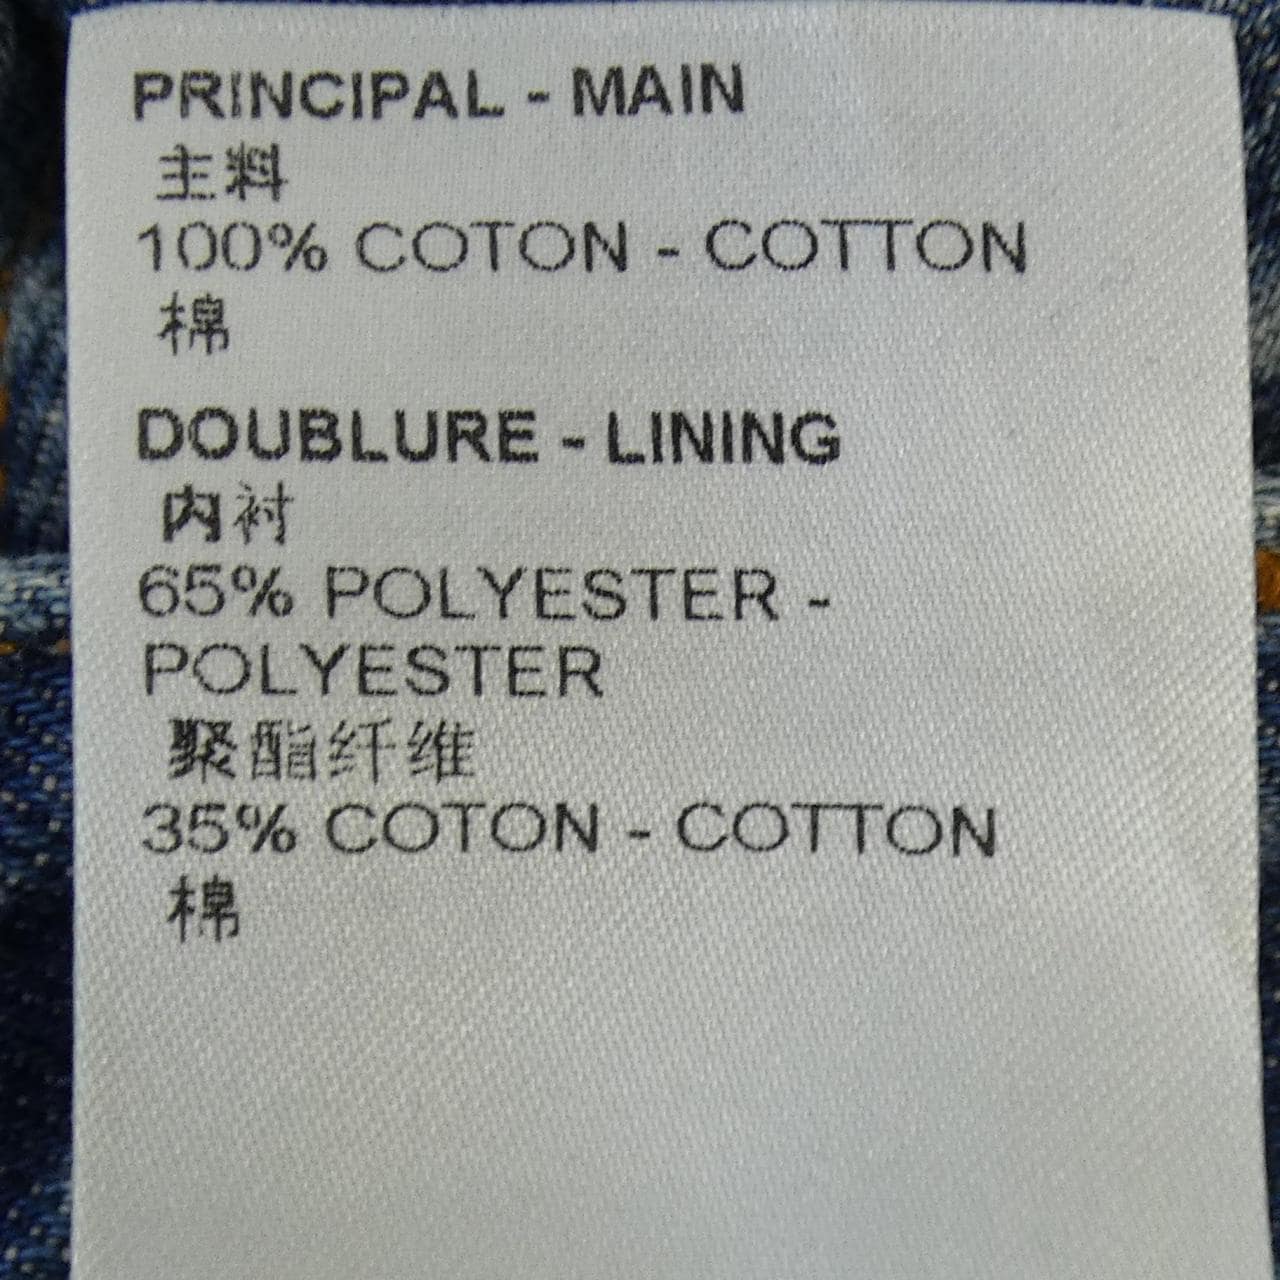 PRINCIPAL - MAIN
主料
100% COTON - COTTON
棉
DOUBLURE - LINING
内衬
65% POLYESTER -
POLYESTER
聚酯纤维
35% COTON - COTTON
棉